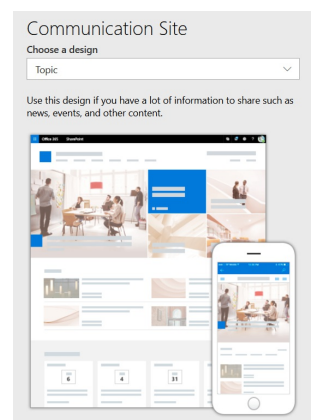 Communication Site
Choose a design
Topic
Use this design if you have a lot of information to share such as
news, events, and other content.
Office 365 SharePoint
6 4 31